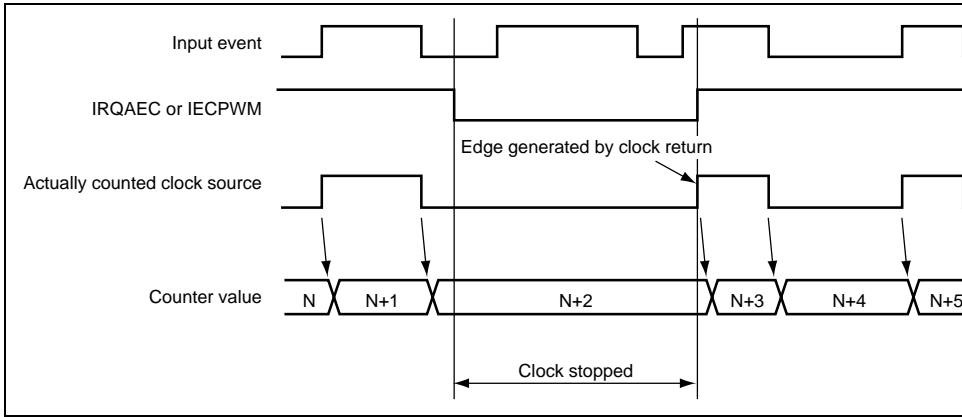 Input event
IRQAEC or IECPWM
Edge generated by clock return
Actually counted clock source
Counter value
N N+1 N+2 N+3 N+4 N+5
Clock stopped